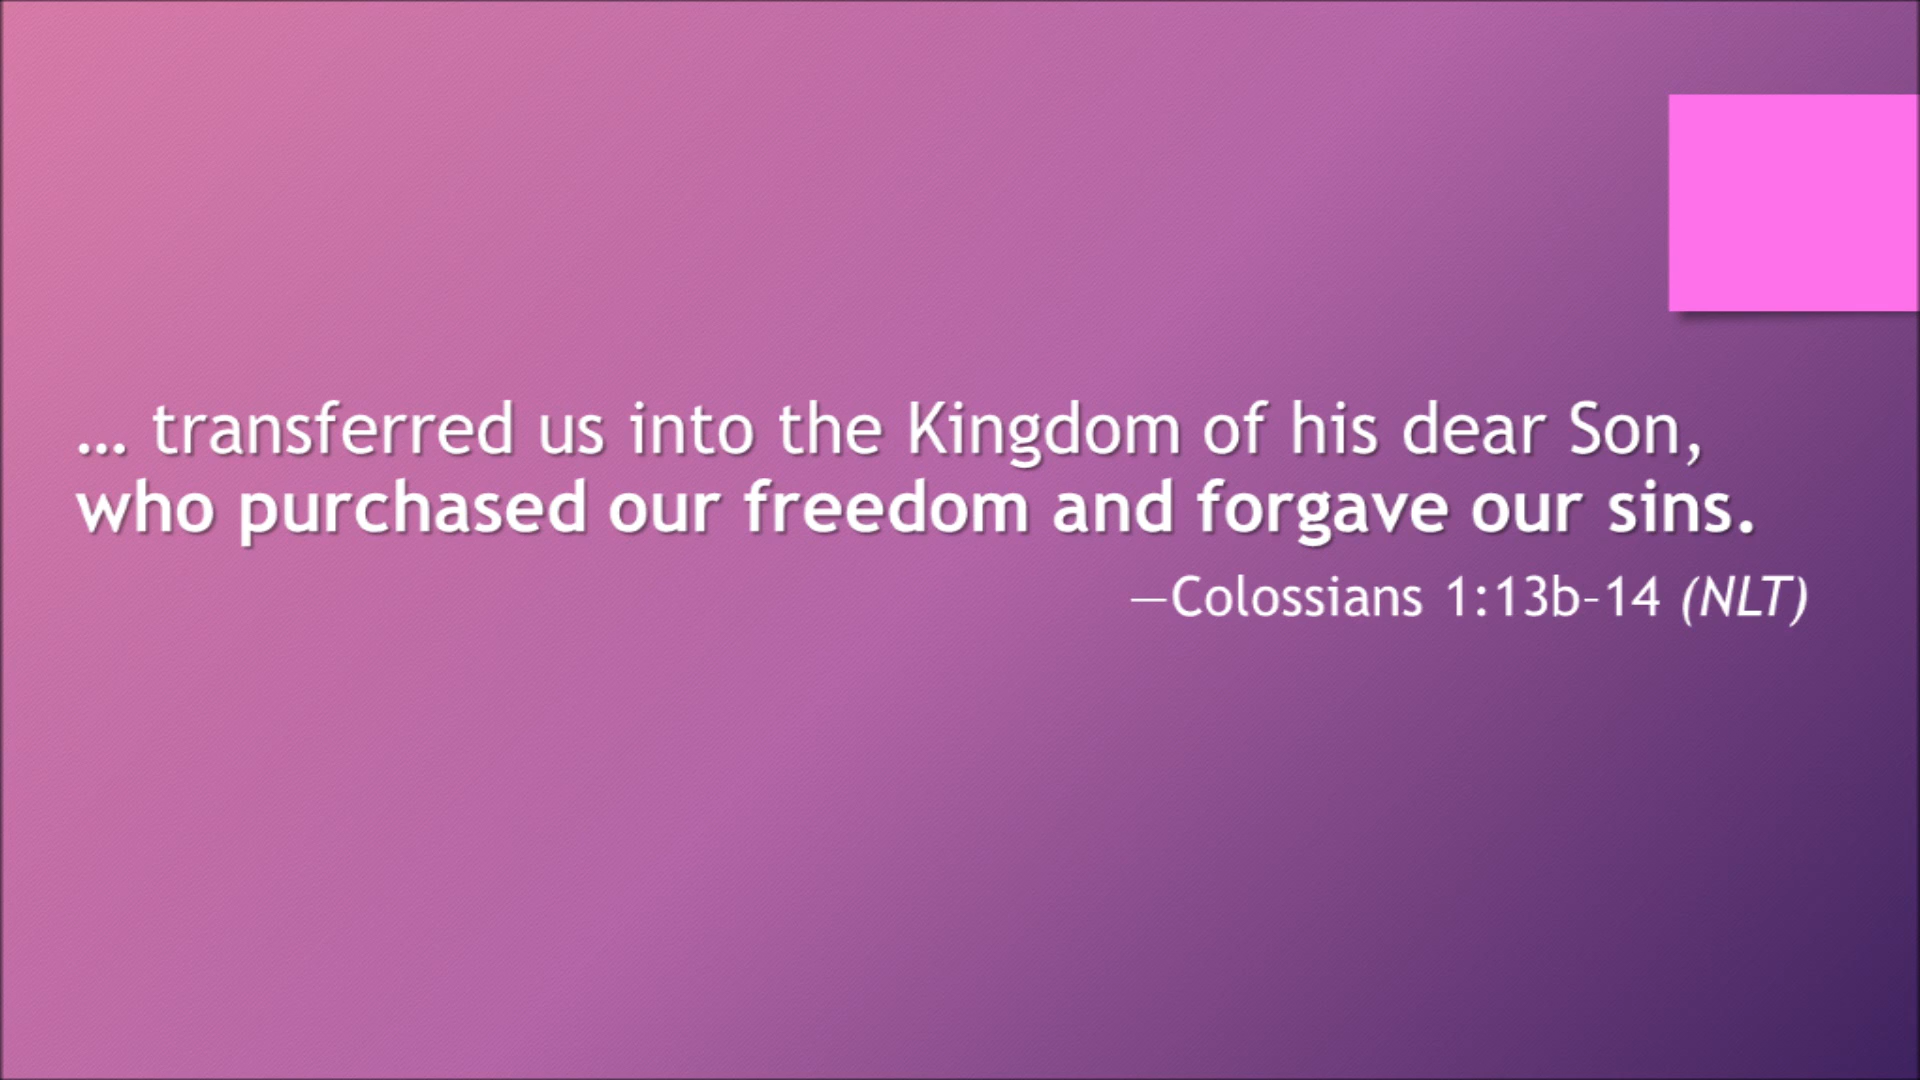 … transferred us into the Kingdom of his dear Son,
who purchased our freedom and forgave our sins.
—Colossians 1:13b–14 (NLT)